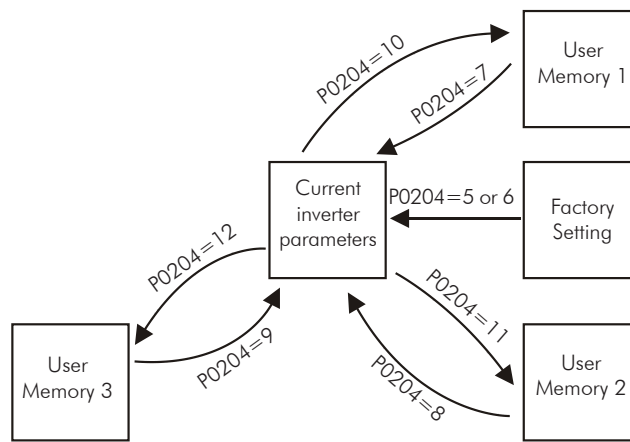 P0204=10
User
Memory 1
P0204=7
Current
inverter
parameters
P0204=5 or 6
Factory
Setting
P0204=12
P0204=11
P0204=9
P0204=8
User
Memory 3
User
Memory 2